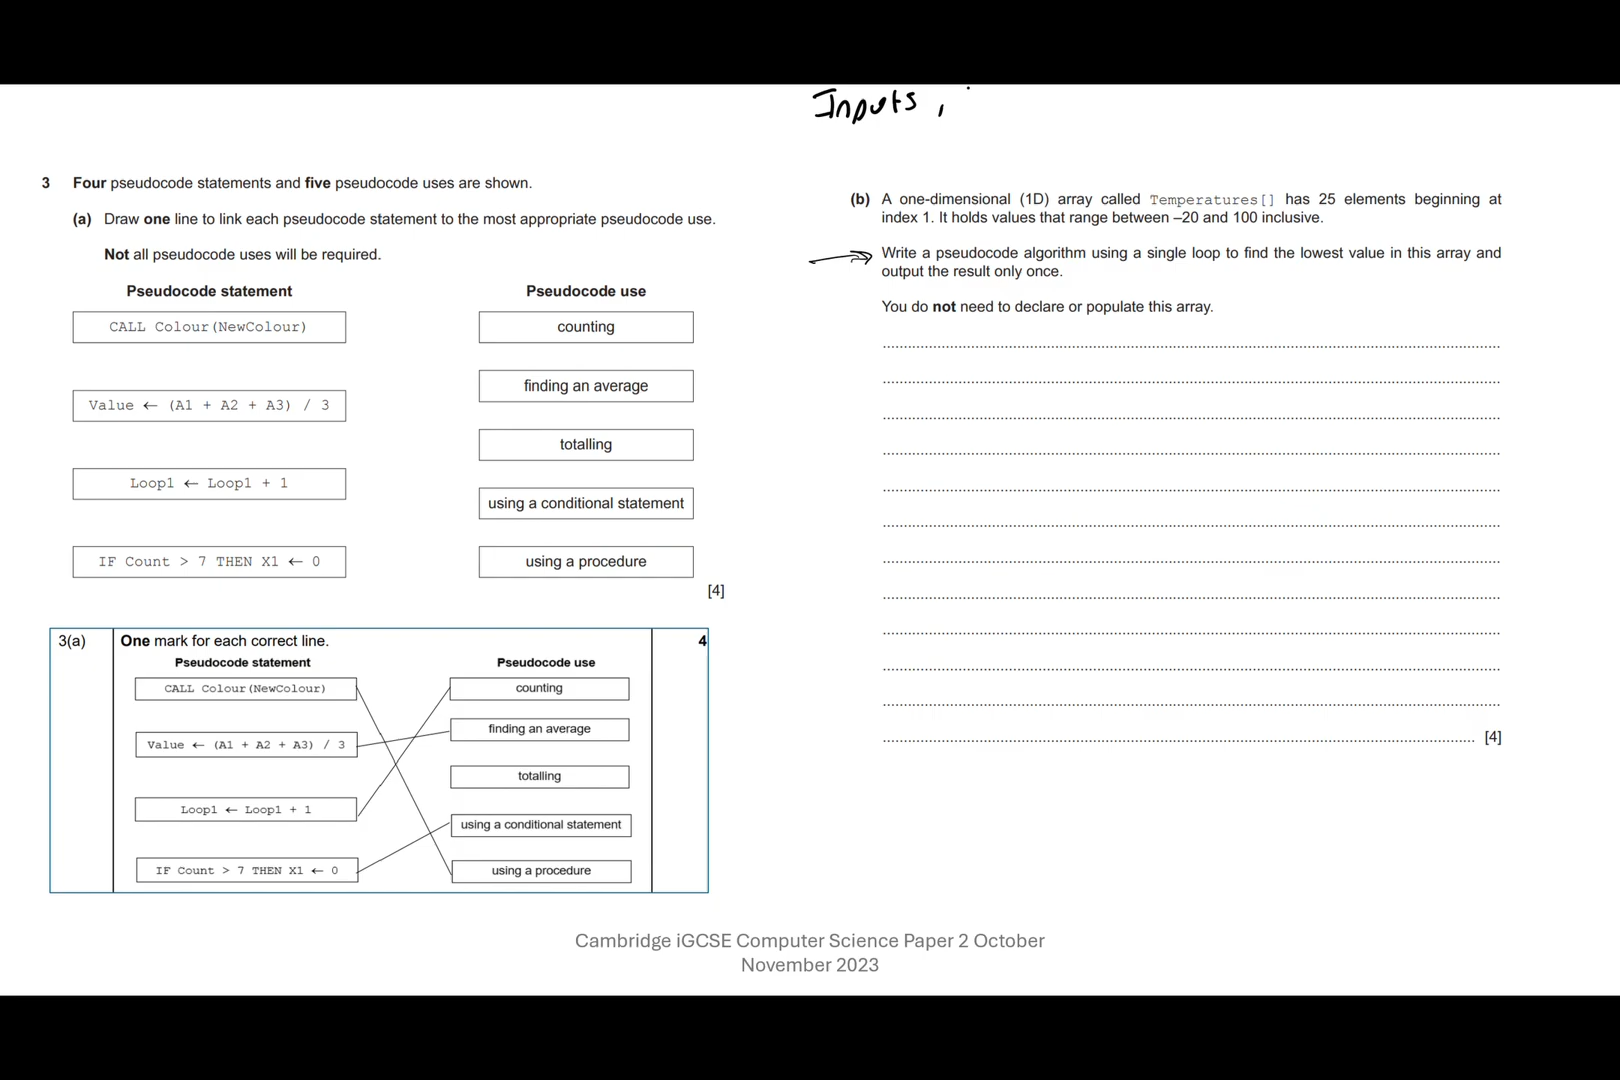 Inputs ,
3 Four pseudocode statements and five pseudocode uses are shown.
(a) Draw one line to link each pseudocode statement to the most appropriate pseudocode use.
Not all pseudocode uses will be required.
Pseudocode statement Pseudocode use
CALL Colour(NewColour) counting
finding an average
Value ← (A1 + A2 + A3) / 3
totalling
Loop1 ← Loop1 + 1
using a conditional statement
IF Count > 7 THEN X1 ← 0 using a procedure
[4]
3(a) One mark for each correct line. 4
Pseudocode statement Pseudocode use
CALL Colour(NewColour) counting
finding an average
Value ← (A1 + A2 + A3) / 3
totalling
Loop1 ← Loop1 + 1
using a conditional statement
IF Count > 7 THEN X1 ← 0 using a procedure
(b) A one-dimensional (1D) array called Temperatures[] has 25 elements beginning at
index 1. It holds values that range between –20 and 100 inclusive.
Write a pseudocode algorithm using a single loop to find the lowest value in this array and
output the result only once.
You do not need to declare or populate this array.
[4]
Cambridge iGCSE Computer Science Paper 2 October
November 2023